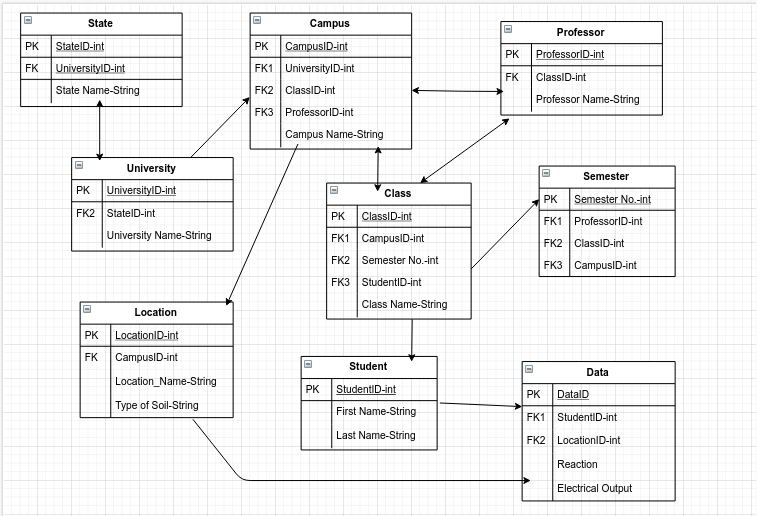 State
PK StateID-int
FK UniversityID-int
State Name-String
Campus
PK CampusID-int
FK1 UniversityID-int
FK2 ClassID-int
FK3 ProfessorID-int
Campus Name-String
Professor
PK ProfessorID-int
FK ClassID-int
Professor Name-String
University
PK UniversityID-int
FK2 StateID-int
University Name-String
Class
PK ClassID-int
FK1 CampusID-int
FK2 Semester No.-int
FK3 StudentID-int
Class Name-String
Semester
PK Semester No.-int
FK1 ProfessorID-int
FK2 ClassID-int
FK3 CampusID-int
Location
PK LocationID-int
FK CampusID-int
Location_Name-String
Type of Soil-String
Student
PK StudentID-int
First Name-String
Last Name-String
Data
PK DataID
FK1 StudentID-int
FK2 LocationID-int
Reaction
Electrical Output